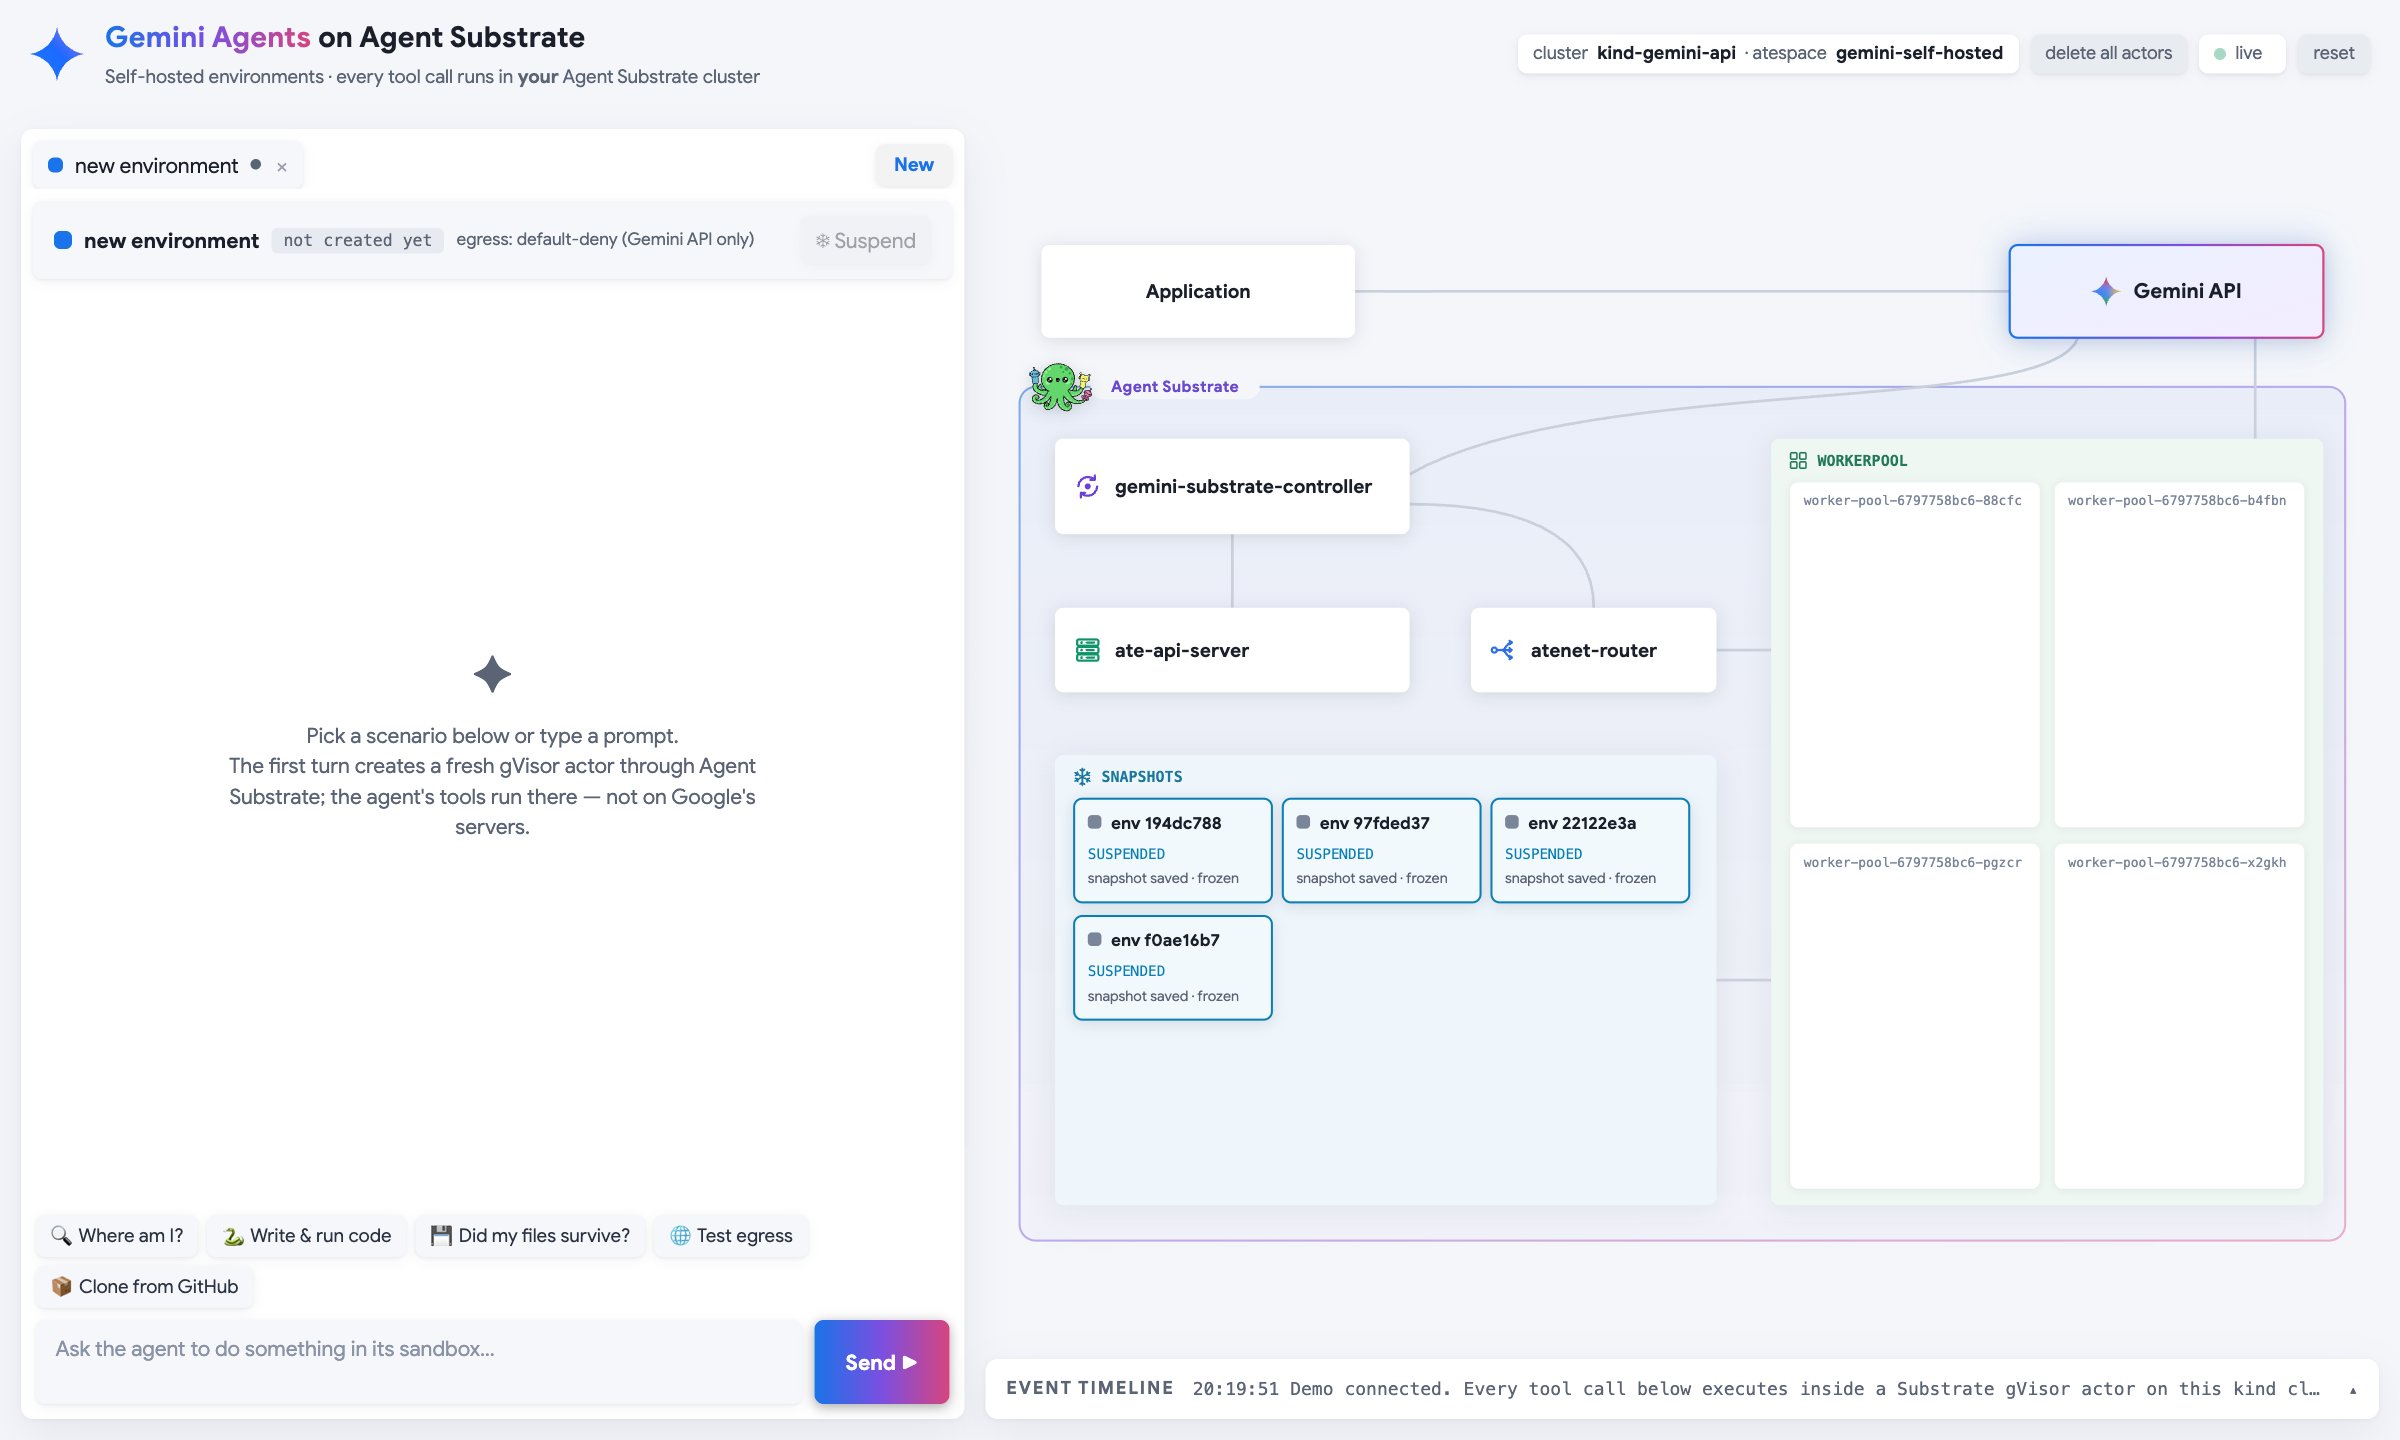 Gemini Agents on Agent Substrate
Self-hosted environments · every tool call runs in your Agent Substrate cluster
cluster kind-gemini-api · atespace gemini-self-hosted
delete all actors
live
reset
new environment ×
New
new environment not created yet egress: default-deny (Gemini API only)
❄ Suspend
Pick a scenario below or type a prompt.
The first turn creates a fresh gVisor actor through Agent
Substrate; the agent's tools run there — not on Google's
servers.
Where am I?
Write & run code
Did my files survive?
Test egress
Clone from GitHub
Ask the agent to do something in its sandbox...
Send ▶
Application
Gemini API
Agent Substrate
gemini-substrate-controller
ate-api-server
atenet-router
SNAPSHOTS
env 194dc788
SUSPENDED
snapshot saved · frozen
env 97fded37
SUSPENDED
snapshot saved · frozen
env 22122e3a
SUSPENDED
snapshot saved · frozen
env f0ae16b7
SUSPENDED
snapshot saved · frozen
WORKERPOOL
worker-pool-6797758bc6-88cfc
worker-pool-6797758bc6-b4fbn
worker-pool-6797758bc6-pgzcr
worker-pool-6797758bc6-x2gkh
EVENT TIMELINE 20:19:51 Demo connected. Every tool call below executes inside a Substrate gVisor actor on this kind cl… ▲